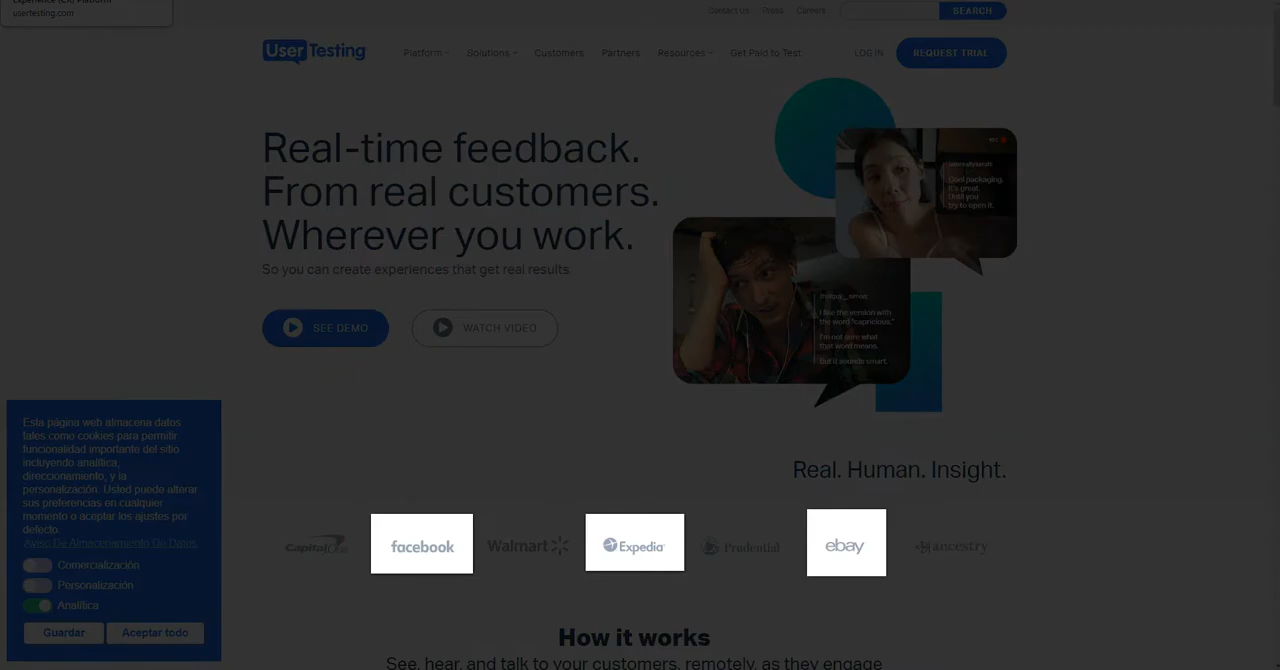 Experience (CX) Platform
usertesting.com
Contact Us Press Careers
SEARCH
UserTesting
Platform Solutions Customers Partners Resources Get Paid to Test LOG IN REQUEST TRIAL
Real-time feedback.
From real customers.
Wherever you work.
So you can create experiences that get real results.
SEE DEMO WATCH VIDEO
Cool packaging.
It's great.
Until you
try to open it.
I like the version with
the word "capricious."
I'm not sure what
that word means.
But it sounds smart.
Real. Human. Insight.
Capital One facebook Walmart Expedia Prudential ebay ancestry
Esta página web almacena datos
tales como cookies para permitir
funcionalidad importante del sitio
incluyendo analítica,
direccionamiento, y la
personalización. Usted puede alterar
sus preferencias en cualquier
momento o aceptar los ajustes por
defecto.
Aviso De Almacenamiento De Datos
Comercialización
Personalización
Analítica
Guardar Aceptar todo
How it works
See, hear, and talk to your customers, remotely, as they engage